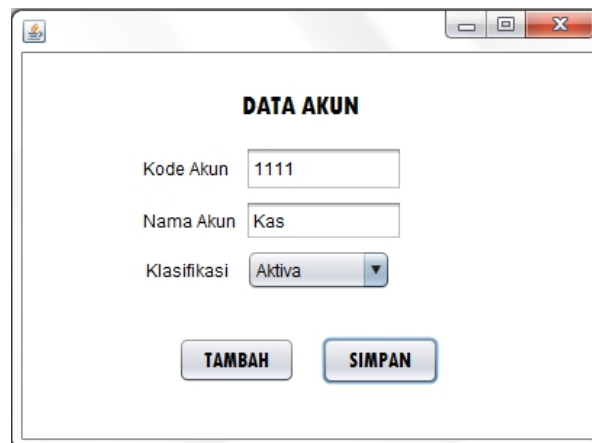 DATA AKUN
Kode Akun 1111
Nama Akun Kas
Klasifikasi Aktiva
TAMBAH SIMPAN